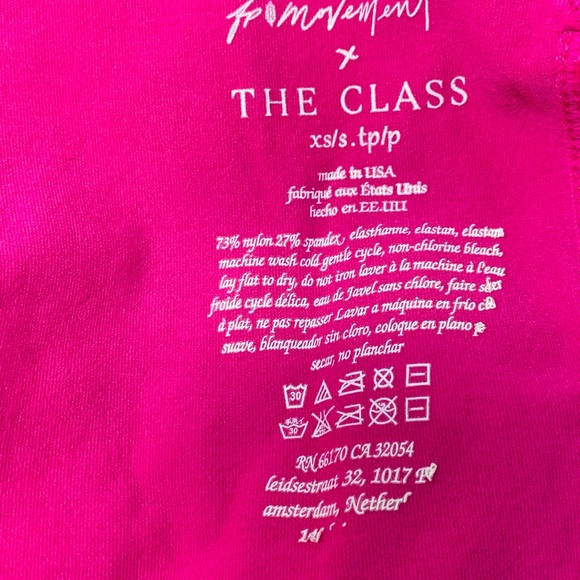 fp movement
x
THE CLASS
xs/s.tp/p
made in USA
fabriqué aux États Unis
hecho en EE.UU
73% nylon 27% spandex, elasthanne, elastan, elastam
machine wash cold gentle cycle, non-chlorine bleach,
lay flat to dry, do not iron laver à la machine à l'eau
froide cycle délica, eau de Javel sans chlore, faire
à plat, ne pas repasser Lavar a máquina en frío
suave, blanqueador sin cloro, coloque en plano
secar, no planchar
30
30
RN 66170 CA 32054
leidsestraat 32, 1017
amsterdam, Nether